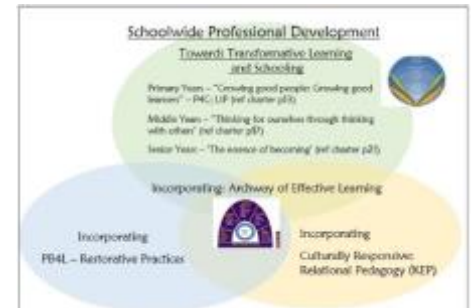 Schoolwide Professional Development
Towards Transformative Learning
and Schooling
Primary Years – "Growing good people: Growing good
learners" – P4C; LIP (ref charter p13)
Middle Years – "Thinking for ourselves through thinking
with others" (ref charter p17)
Senior Years – 'The essence of becoming' (ref charter p21)
Incorporating: Archway of Effective Learning
Incorporating
PB4L – Restorative Practices
Incorporating
Culturally Responsive:
Relational Pedagogy (KEP)